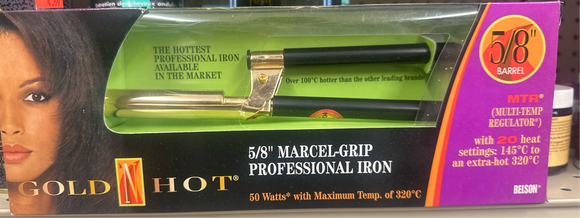 THE HOTTEST
PROFESSIONAL IRON
AVAILABLE
IN THE MARKET
Over 100°C hotter than the other leading brands
5/8"
BARREL
MTR®
(MULTI-TEMP
REGULATOR®)
with 20 heat
settings: 145°C to
an extra-hot 320°C
BELSON®
5/8" MARCEL-GRIP
PROFESSIONAL IRON
GOLD N HOT®
50 Watts* with Maximum Temp. of 320°C